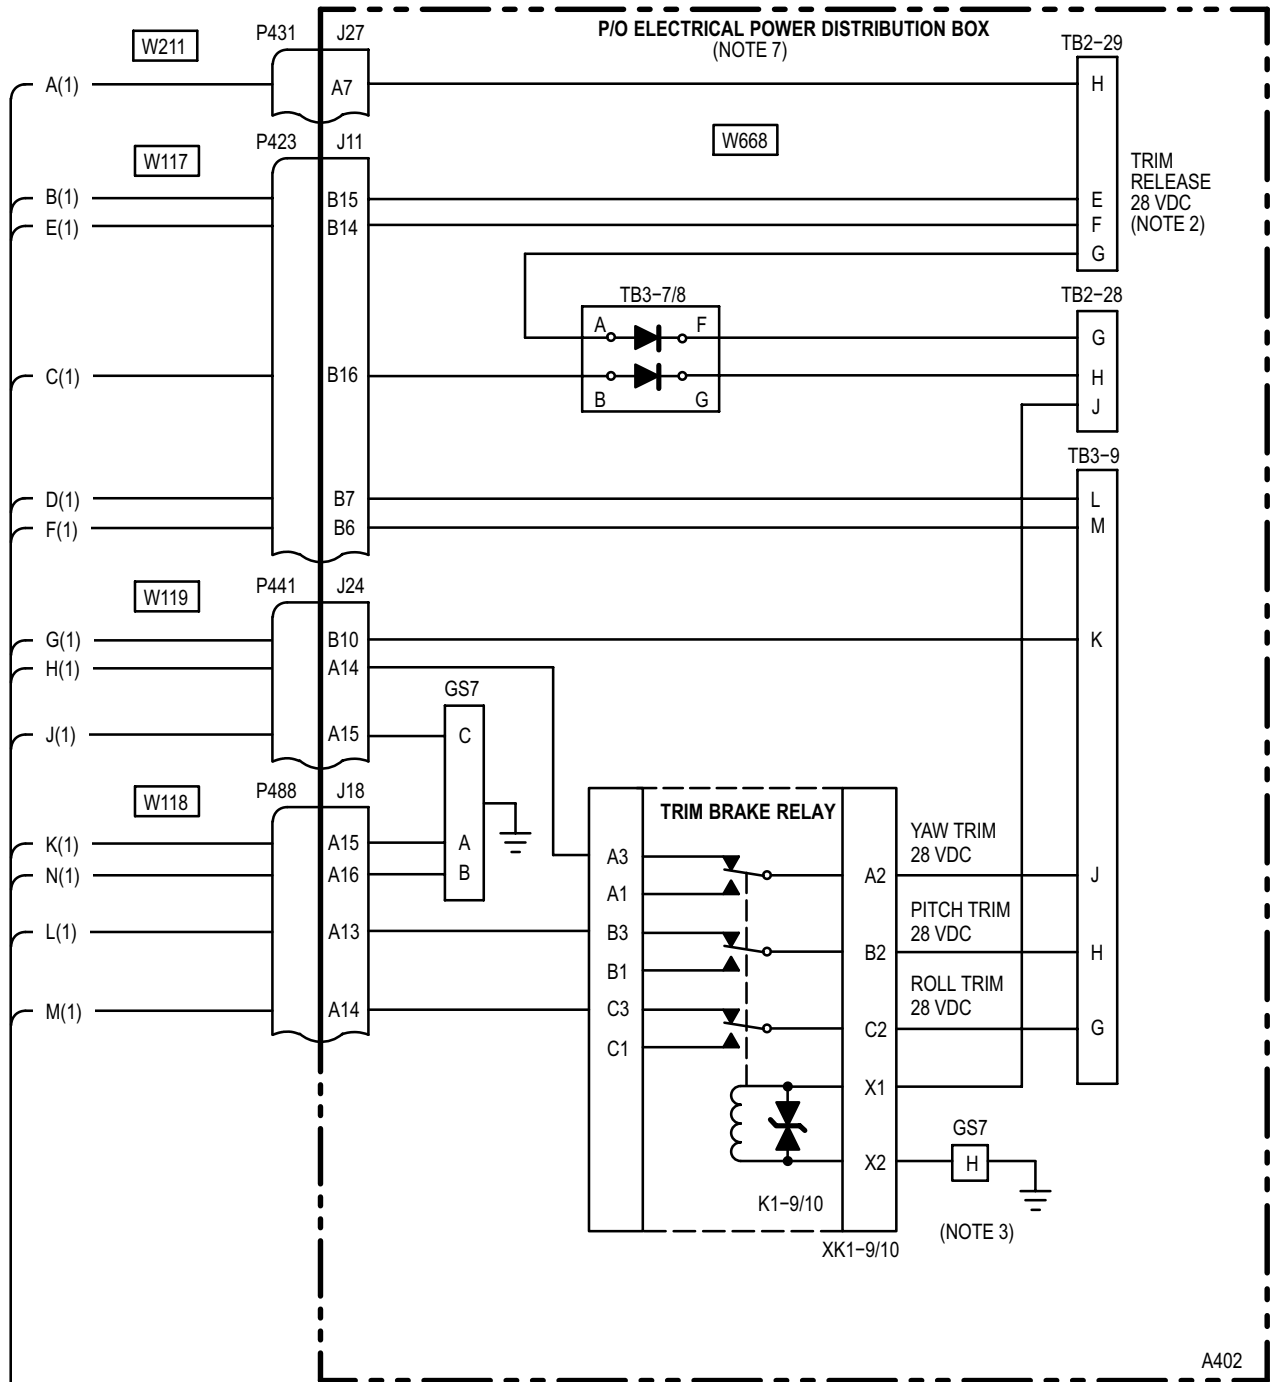 P/O ELECTRICAL POWER DISTRIBUTION BOX
(NOTE 7)
W211
P431
J27
TB2−29
A(1)
A7
H
W117
P423
J11
W668
TRIM
RELEASE
28 VDC
(NOTE 2)
B(1)
B15
E
E(1)
B14
F
G
TB3−7/8
TB2−28
A
F
G
C(1)
B16
H
B
G
J
TB3−9
D(1)
B7
L
F(1)
B6
M
W119
P441
J24
G(1)
B10
K
H(1)
A14
GS7
J(1)
A15
C
W118
P488
J18
TRIM BRAKE RELAY
K(1)
A15
A
N(1)
A16
B
A3
A1
A2
YAW TRIM
28 VDC
J
L(1)
A13
B3
B1
B2
PITCH TRIM
28 VDC
H
M(1)
A14
C3
C1
C2
ROLL TRIM
28 VDC
G
X1
GS7
X2
H
K1−9/10
(NOTE 3)
XK1−9/10
A402